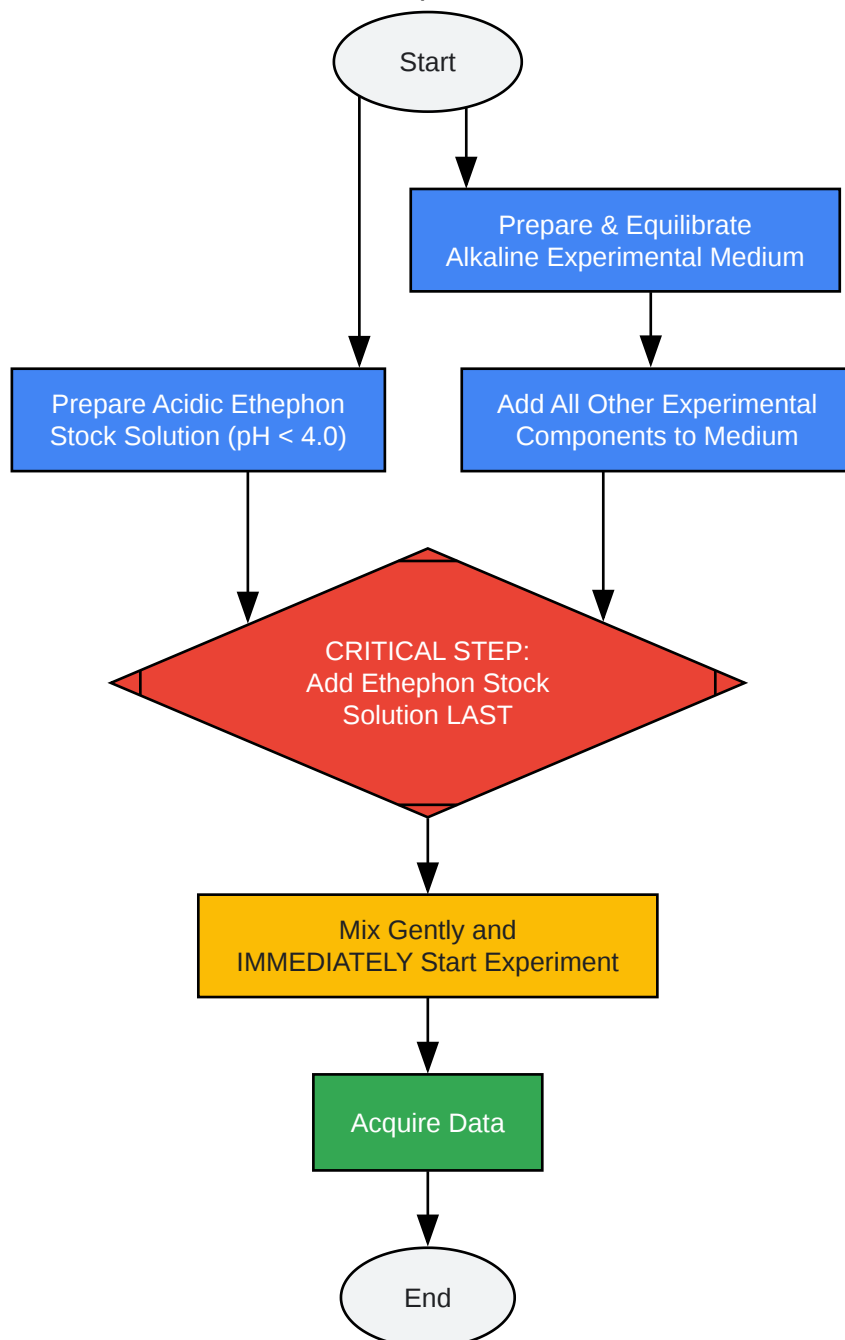 Start
Prepare & Equilibrate
Alkaline Experimental Medium
Prepare Acidic Ethephon
Stock Solution (pH < 4.0)
Add All Other Experimental
Components to Medium
CRITICAL STEP:
Add Ethephon Stock
Solution LAST
Mix Gently and
IMMEDIATELY Start Experiment
Acquire Data
End